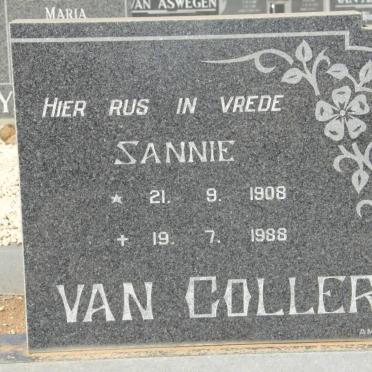 MARIA
VAN ASWEGEN
HIER RUS IN VREDE
SANNIE
* 21. 9. 1908
+ 19. 7. 1988
VAN COLLER